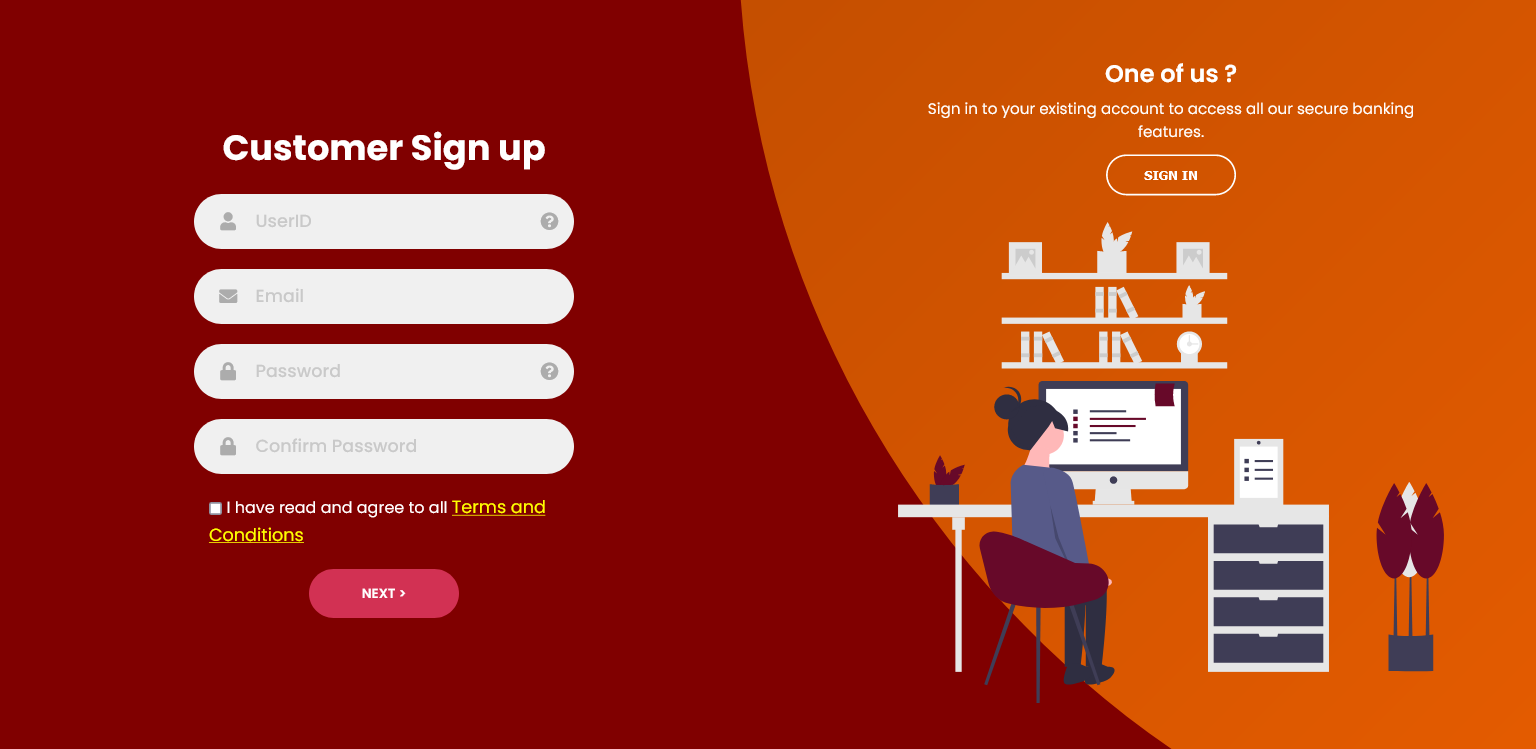 Customer Sign up
UserID
Email
Password
Confirm Password
I have read and agree to all Terms and
Conditions
NEXT >
One of us ?
Sign in to your existing account to access all our secure banking
features.
SIGN IN